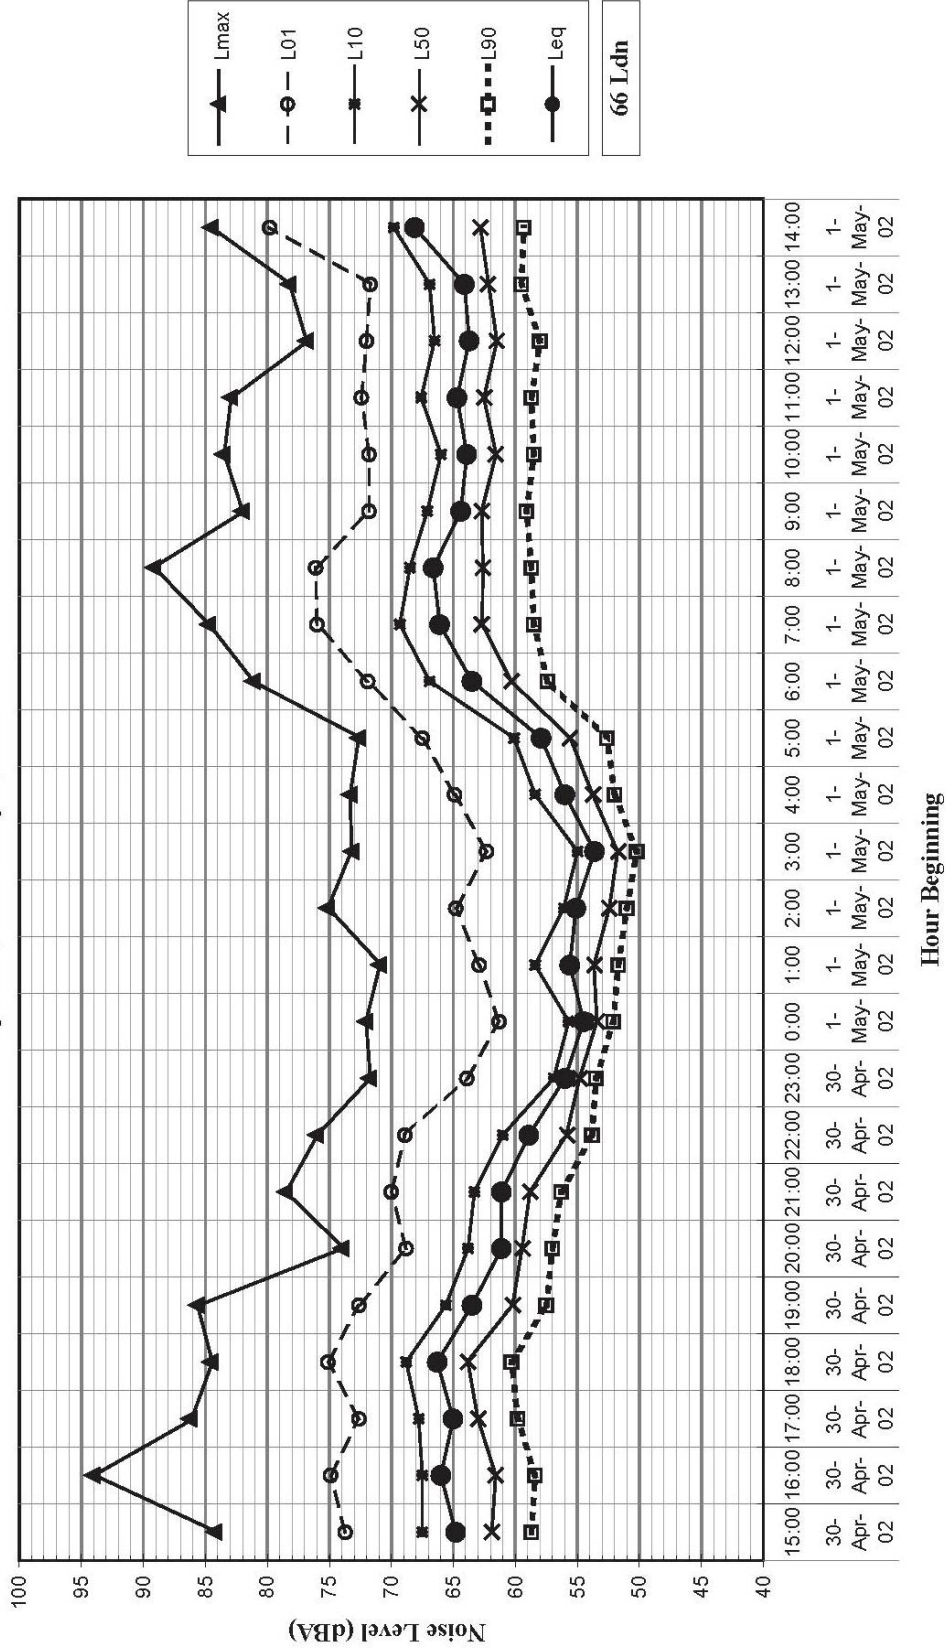 Lmax
L01
L10
L50
L90
Leq
66 Ldn
Noise Level (dBA)
100
95
90
85
80
75
70
65
60
55
50
45
40
15:00 16:00 17:00 18:00 19:00 20:00 21:00 22:00 23:00 0:00 1:00 2:00 3:00 4:00 5:00 6:00 7:00 8:00 9:00 10:00 11:00 12:00 13:00 14:00
30- 30- 30- 30- 30- 30- 30- 30- 30- 1- 1- 1- 1- 1- 1- 1- 1- 1- 1- 1- 1- 1- 1- 1-
Apr- Apr- Apr- Apr- Apr- Apr- Apr- Apr- Apr- May- May- May- May- May- May- May- May- May- May- May- May- May- May- May-
02 02 02 02 02 02 02 02 02 02 02 02 02 02 02 02 02 02 02 02 02 02 02 02
Hour Beginning